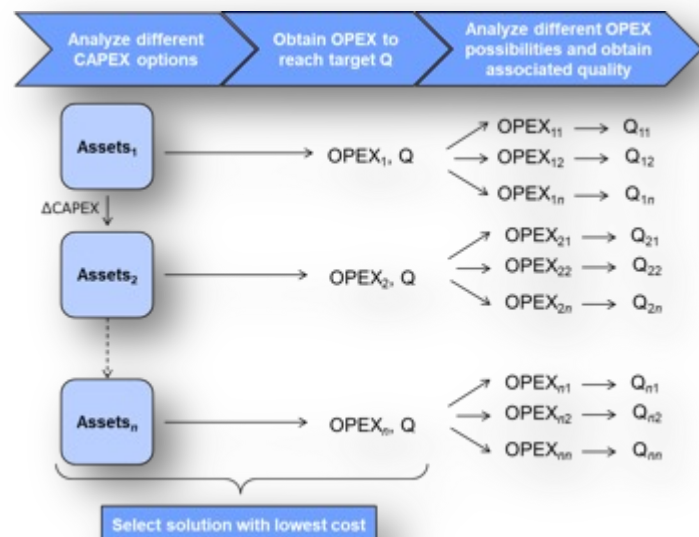 Analyze different
CAPEX options
Obtain OPEX to
reach target Q
Analyze different OPEX
possibilities and obtain
associated quality
Assets₁
OPEX₁, Q
OPEX₁₁ → Q₁₁
OPEX₁₂ → Q₁₂
OPEX₁ₙ → Q₁ₙ
ΔCAPEX
Assets₂
OPEX₂, Q
OPEX₂₁ → Q₂₁
OPEX₂₂ → Q₂₂
OPEX₂ₙ → Q₂ₙ
Assetsₙ
OPEXₙ, Q
OPEXₙ₁ → Qₙ₁
OPEXₙ₂ → Qₙ₂
OPEXₙₙ → Qₙₙ
Select solution with lowest cost